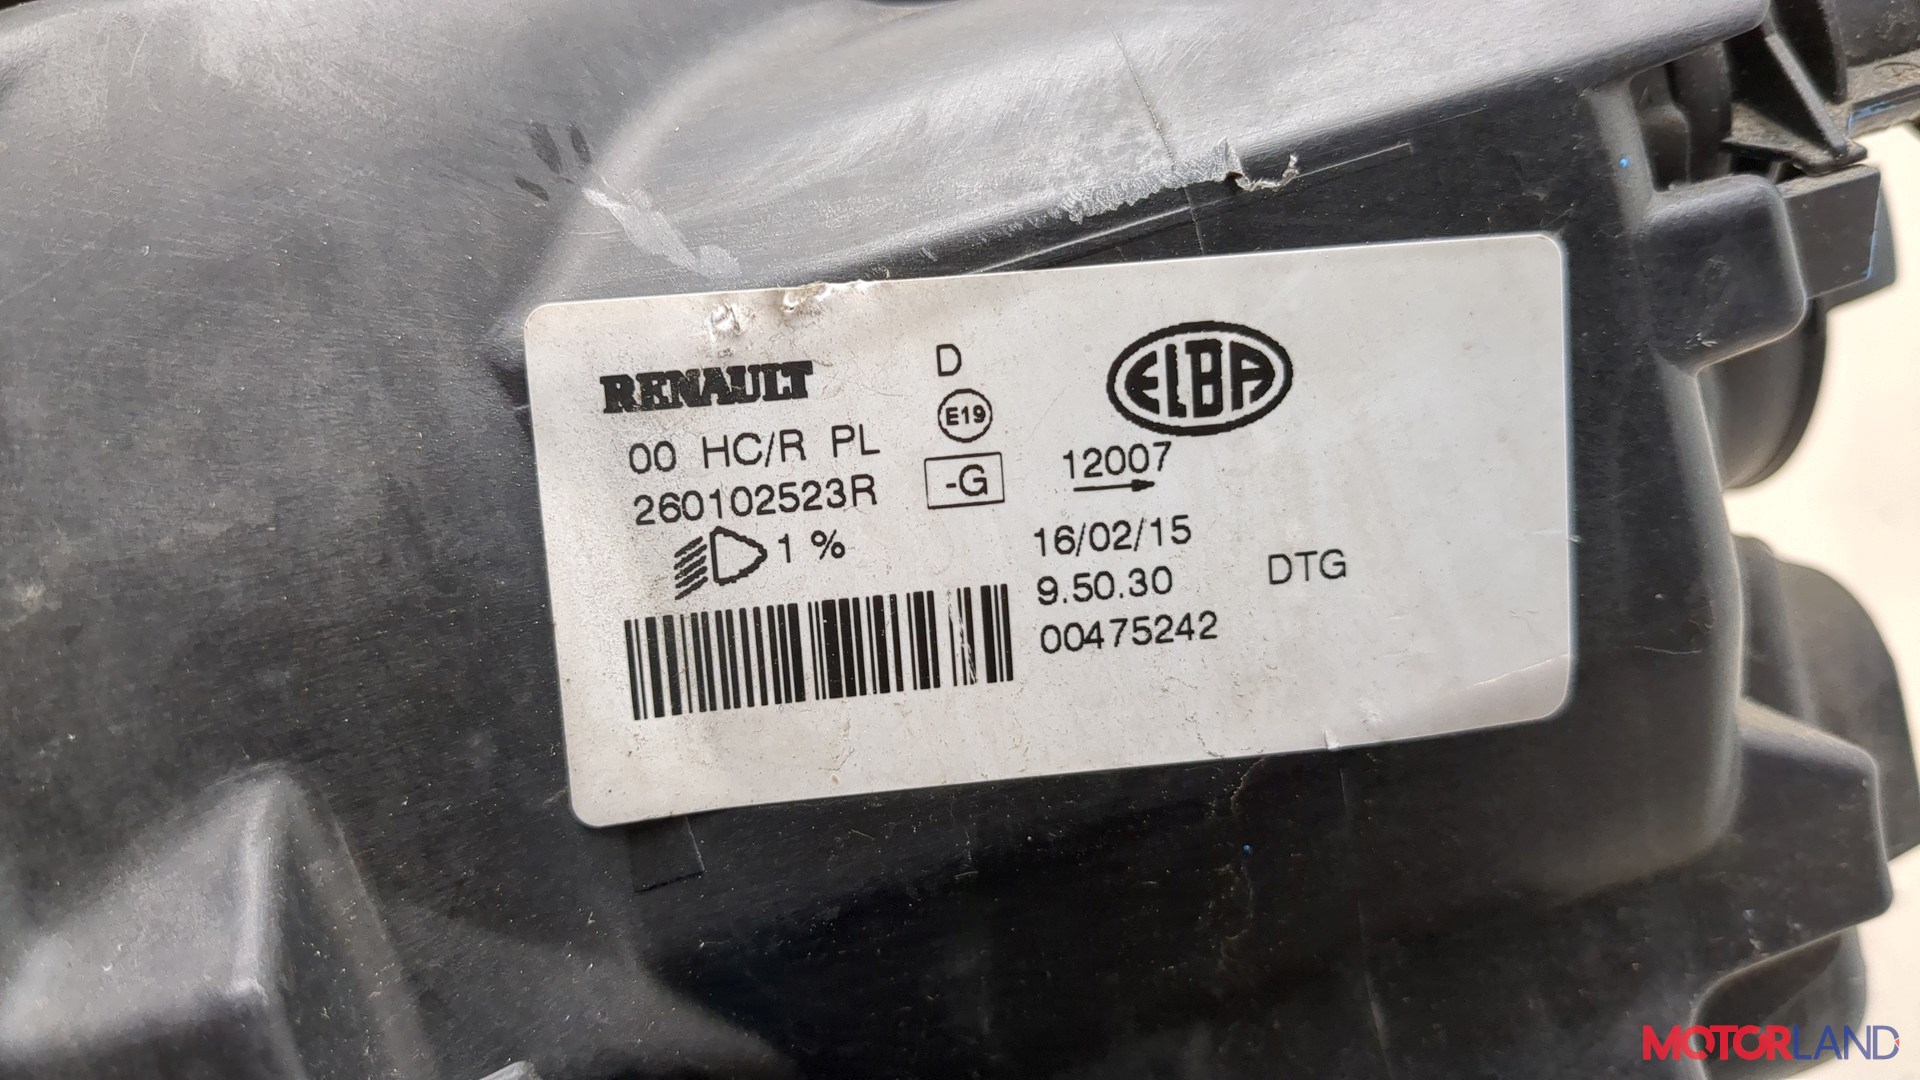 RENAULT
D
ELBA
E19
00 HC/R PL
-G
12007
260102523R
1 %
16/02/15
9.50.30
DTG
00475242
MOTORLAND